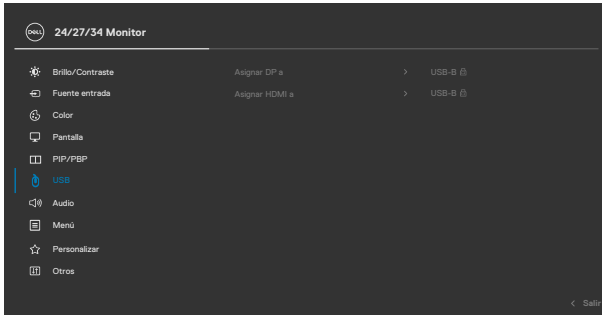 DELL 24/27/34 Monitor
Brillo/Contraste Asignar DP a > USB-B
Fuente entrada Asignar HDMI a > USB-B
Color
Pantalla
PIP/PBP
USB
Audio
Menú
Personalizar
Otros
< Salir